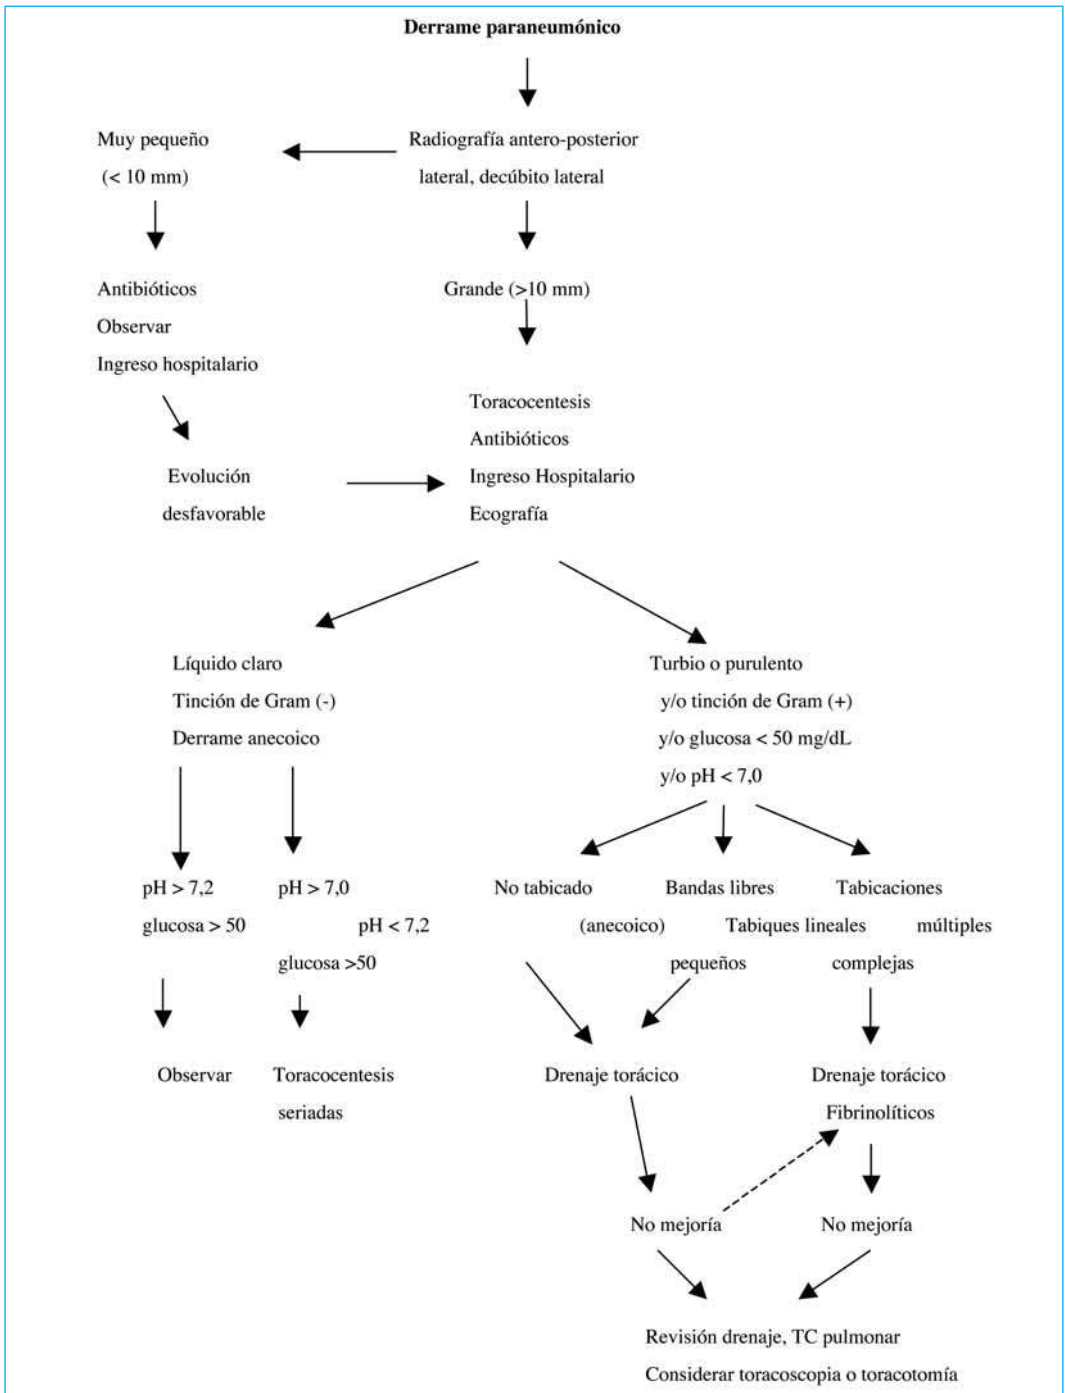 Derrame paraneumónico
Muy pequeño
(< 10 mm)
Radiografía antero-posterior
lateral, decúbito lateral
Antibióticos
Observar
Ingreso hospitalario
Grande (>10 mm)
Evolución
desfavorable
Toracocentesis
Antibióticos
Ingreso Hospitalario
Ecografía
Líquido claro
Tinción de Gram (-)
Derrame anecoico
Turbio o purulento
y/o tinción de Gram (+)
y/o glucosa < 50 mg/dL
y/o pH < 7,0
pH > 7,2
glucosa > 50
pH > 7,0
pH < 7,2
glucosa >50
No tabicado
(anecoico)
Bandas libres
Tabiques lineales
pequeños
Tabicaciones
múltiples
complejas
Observar
Toracocentesis
seriadas
Drenaje torácico
Drenaje torácico
Fibrinolíticos
No mejoría
No mejoría
Revisión drenaje, TC pulmonar
Considerar toracoscopia o toracotomía